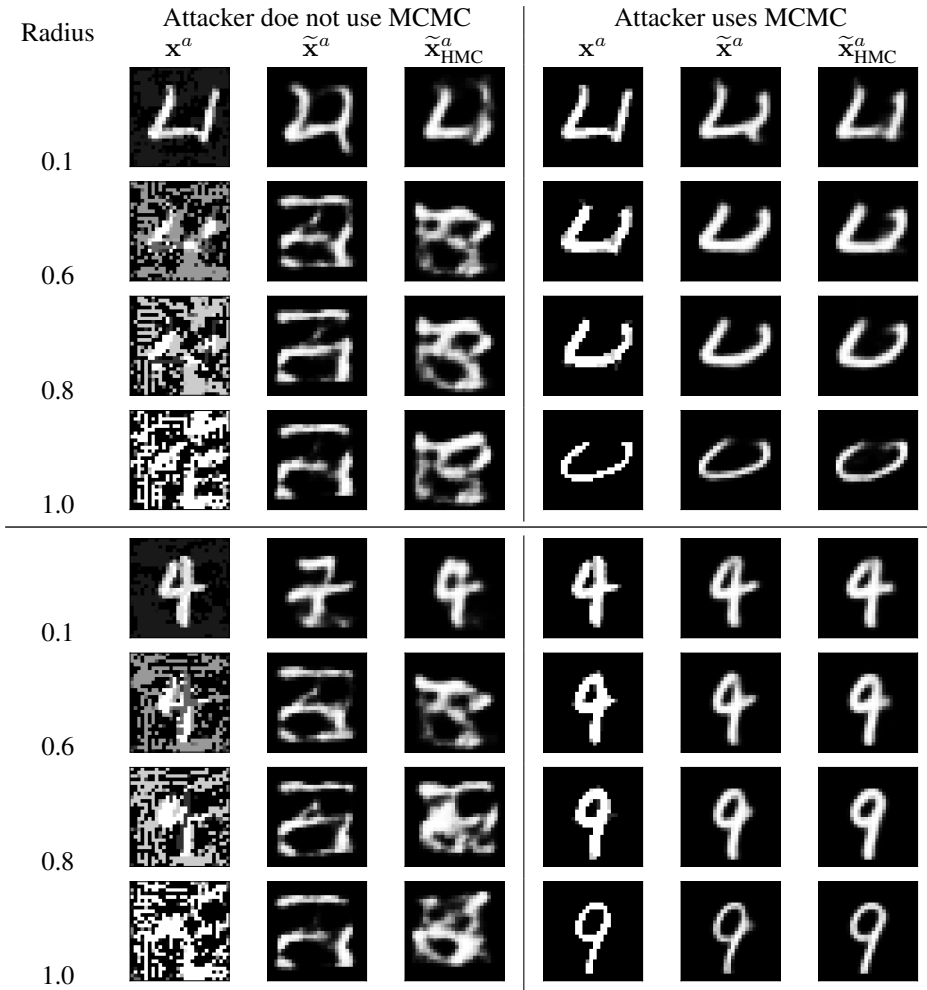 Radius
Attacker doe not use MCMC
Attacker uses MCMC
x^a x̃^a x̃^a_HMC x^a x̃^a x̃^a_HMC
0.1
0.6
0.8
1.0
0.1
0.6
0.8
1.0